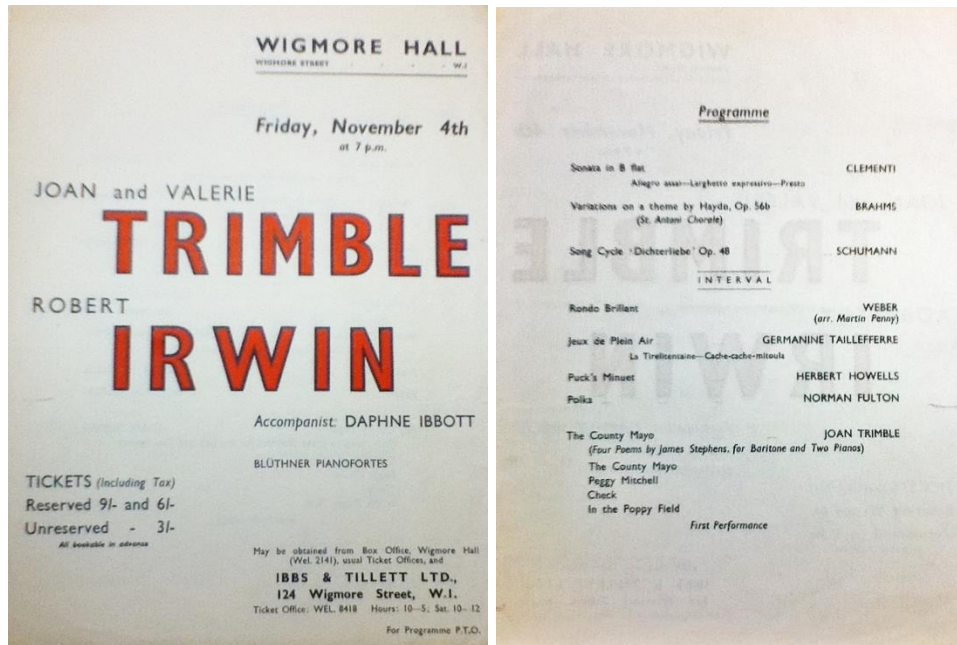 WIGMORE HALL
WIGMORE STREET . . . . W.1
Friday, November 4th
at 7 p.m.
JOAN and VALERIE
TRIMBLE
ROBERT
IRWIN
Accompanist: DAPHNE IBBOTT
BLÜTHNER PIANOFORTES
TICKETS (Including Tax)
Reserved 9/- and 6/-
Unreserved - 3/-
All bookable in advance
May be obtained from Box Office, Wigmore Hall
(Wel. 2141), usual Ticket Offices, and
IBBS & TILLETT LTD.,
124 Wigmore Street, W.1.
Ticket Office: WEL. 8418 Hours: 10—5; Sat. 10—12
For Programme P.T.O.
Programme
Sonata in B flat CLEMENTI
Allegro assai—Larghetto expressivo—Presto
Variations on a theme by Haydn, Op. 56b BRAHMS
(St. Antoni Chorale)
Song Cycle 'Dichterliebe' Op. 48 SCHUMANN
INTERVAL
Rondo Brillant WEBER
(arr. Martin Penny)
Jeux de Plein Air GERMANINE TAILLEFFERRE
La Tirelitentaine—Cache-cache-mitoula
Puck's Minuet HERBERT HOWELLS
Polka NORMAN FULTON
The County Mayo JOAN TRIMBLE
(Four Poems by James Stephens, for Baritone and Two Pianos)
The County Mayo
Peggy Mitchell
Check
In the Poppy Field
First Performance